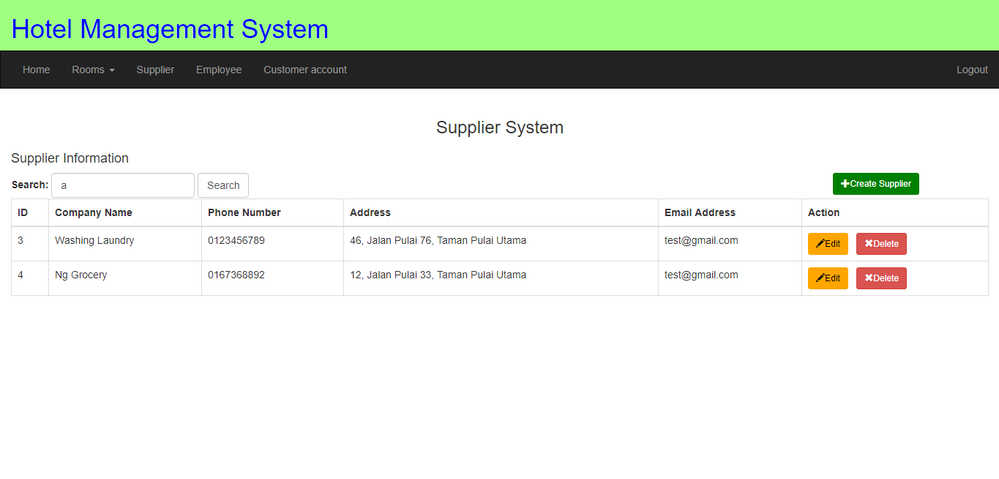 Hotel Management System
Home Rooms Supplier Employee Customer account Logout
Supplier System
Supplier Information
Search: a Search Create Supplier
ID Company Name Phone Number Address Email Address Action
3 Washing Laundry 0123456789 46, Jalan Pulai 76, Taman Pulai Utama test@gmail.com Edit Delete
4 Ng Grocery 0167368892 12, Jalan Pulai 33, Taman Pulai Utama test@gmail.com Edit Delete